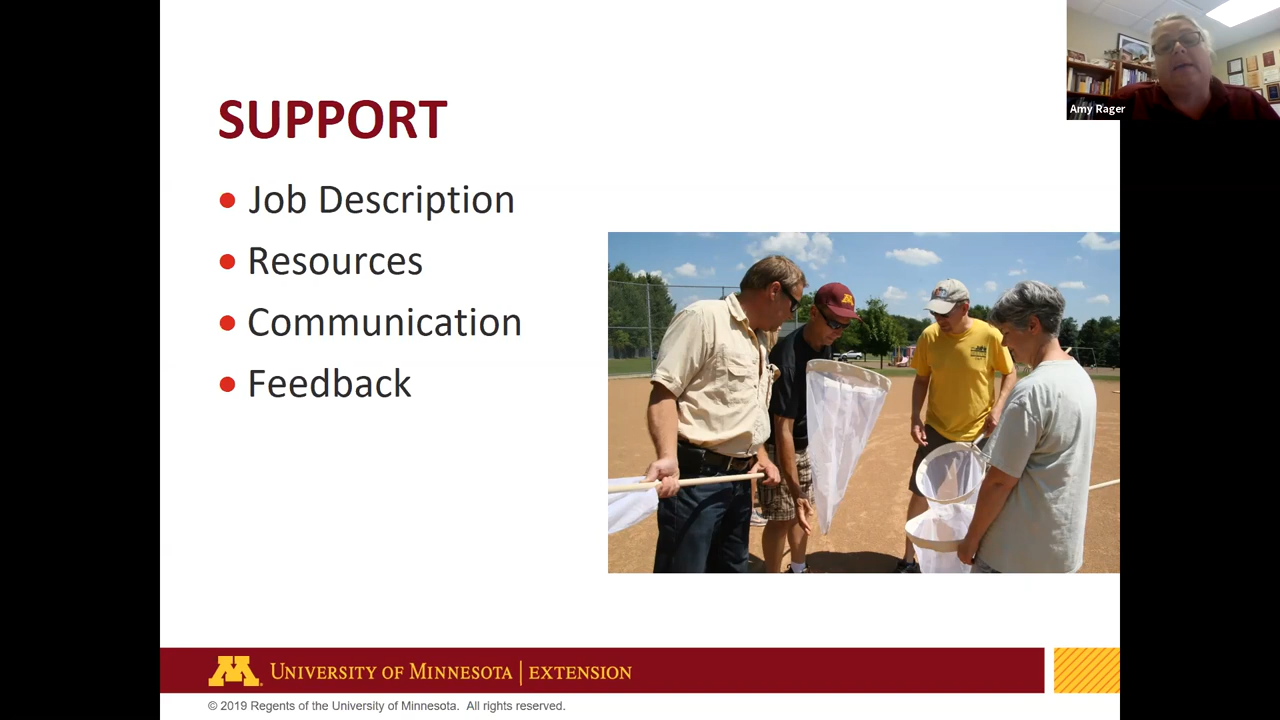 SUPPORT
Job Description
Resources
Communication
Feedback
Amy Rager
M
UNIVERSITY OF MINNESOTA | EXTENSION
© 2019 Regents of the University of Minnesota. All rights reserved.